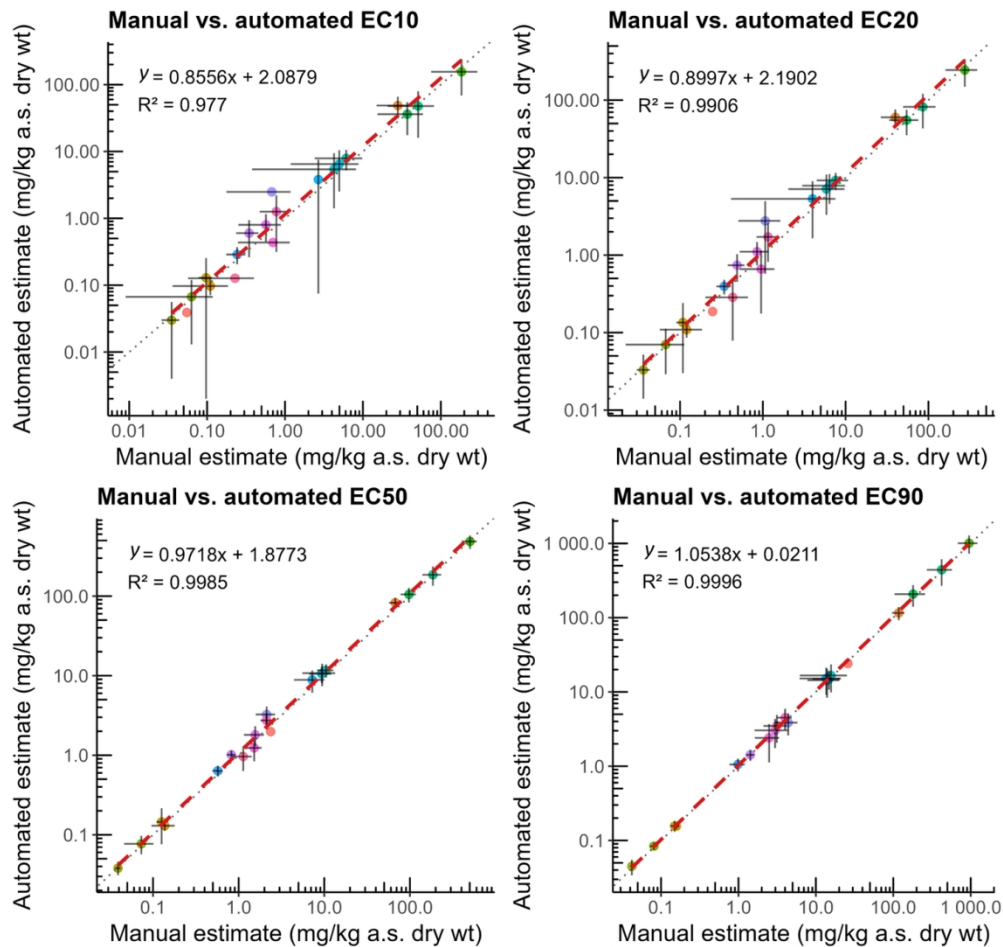 Manual vs. automated EC10
Automated estimate (mg/kg a.s. dry wt)
y = 0.8556x + 2.0879
R² = 0.977
100.00
10.00
1.00
0.10
0.01
0.01 0.10 1.00 10.00 100.00
Manual estimate (mg/kg a.s. dry wt)
Manual vs. automated EC20
Automated estimate (mg/kg a.s. dry wt)
y = 0.8997x + 2.1902
R² = 0.9906
100.00
10.00
1.00
0.10
0.01
0.1 1.0 10.0 100.0
Manual estimate (mg/kg a.s. dry wt)
Manual vs. automated EC50
Automated estimate (mg/kg a.s. dry wt)
y = 0.9718x + 1.8773
R² = 0.9985
100.0
10.0
1.0
0.1
0.1 1.0 10.0 100.0
Manual estimate (mg/kg a.s. dry wt)
Manual vs. automated EC90
Automated estimate (mg/kg a.s. dry wt)
y = 1.0538x + 0.0211
R² = 0.9996
1 000.0
100.0
10.0
1.0
0.1
0.1 1.0 10.0 100.0 1 000.0
Manual estimate (mg/kg a.s. dry wt)